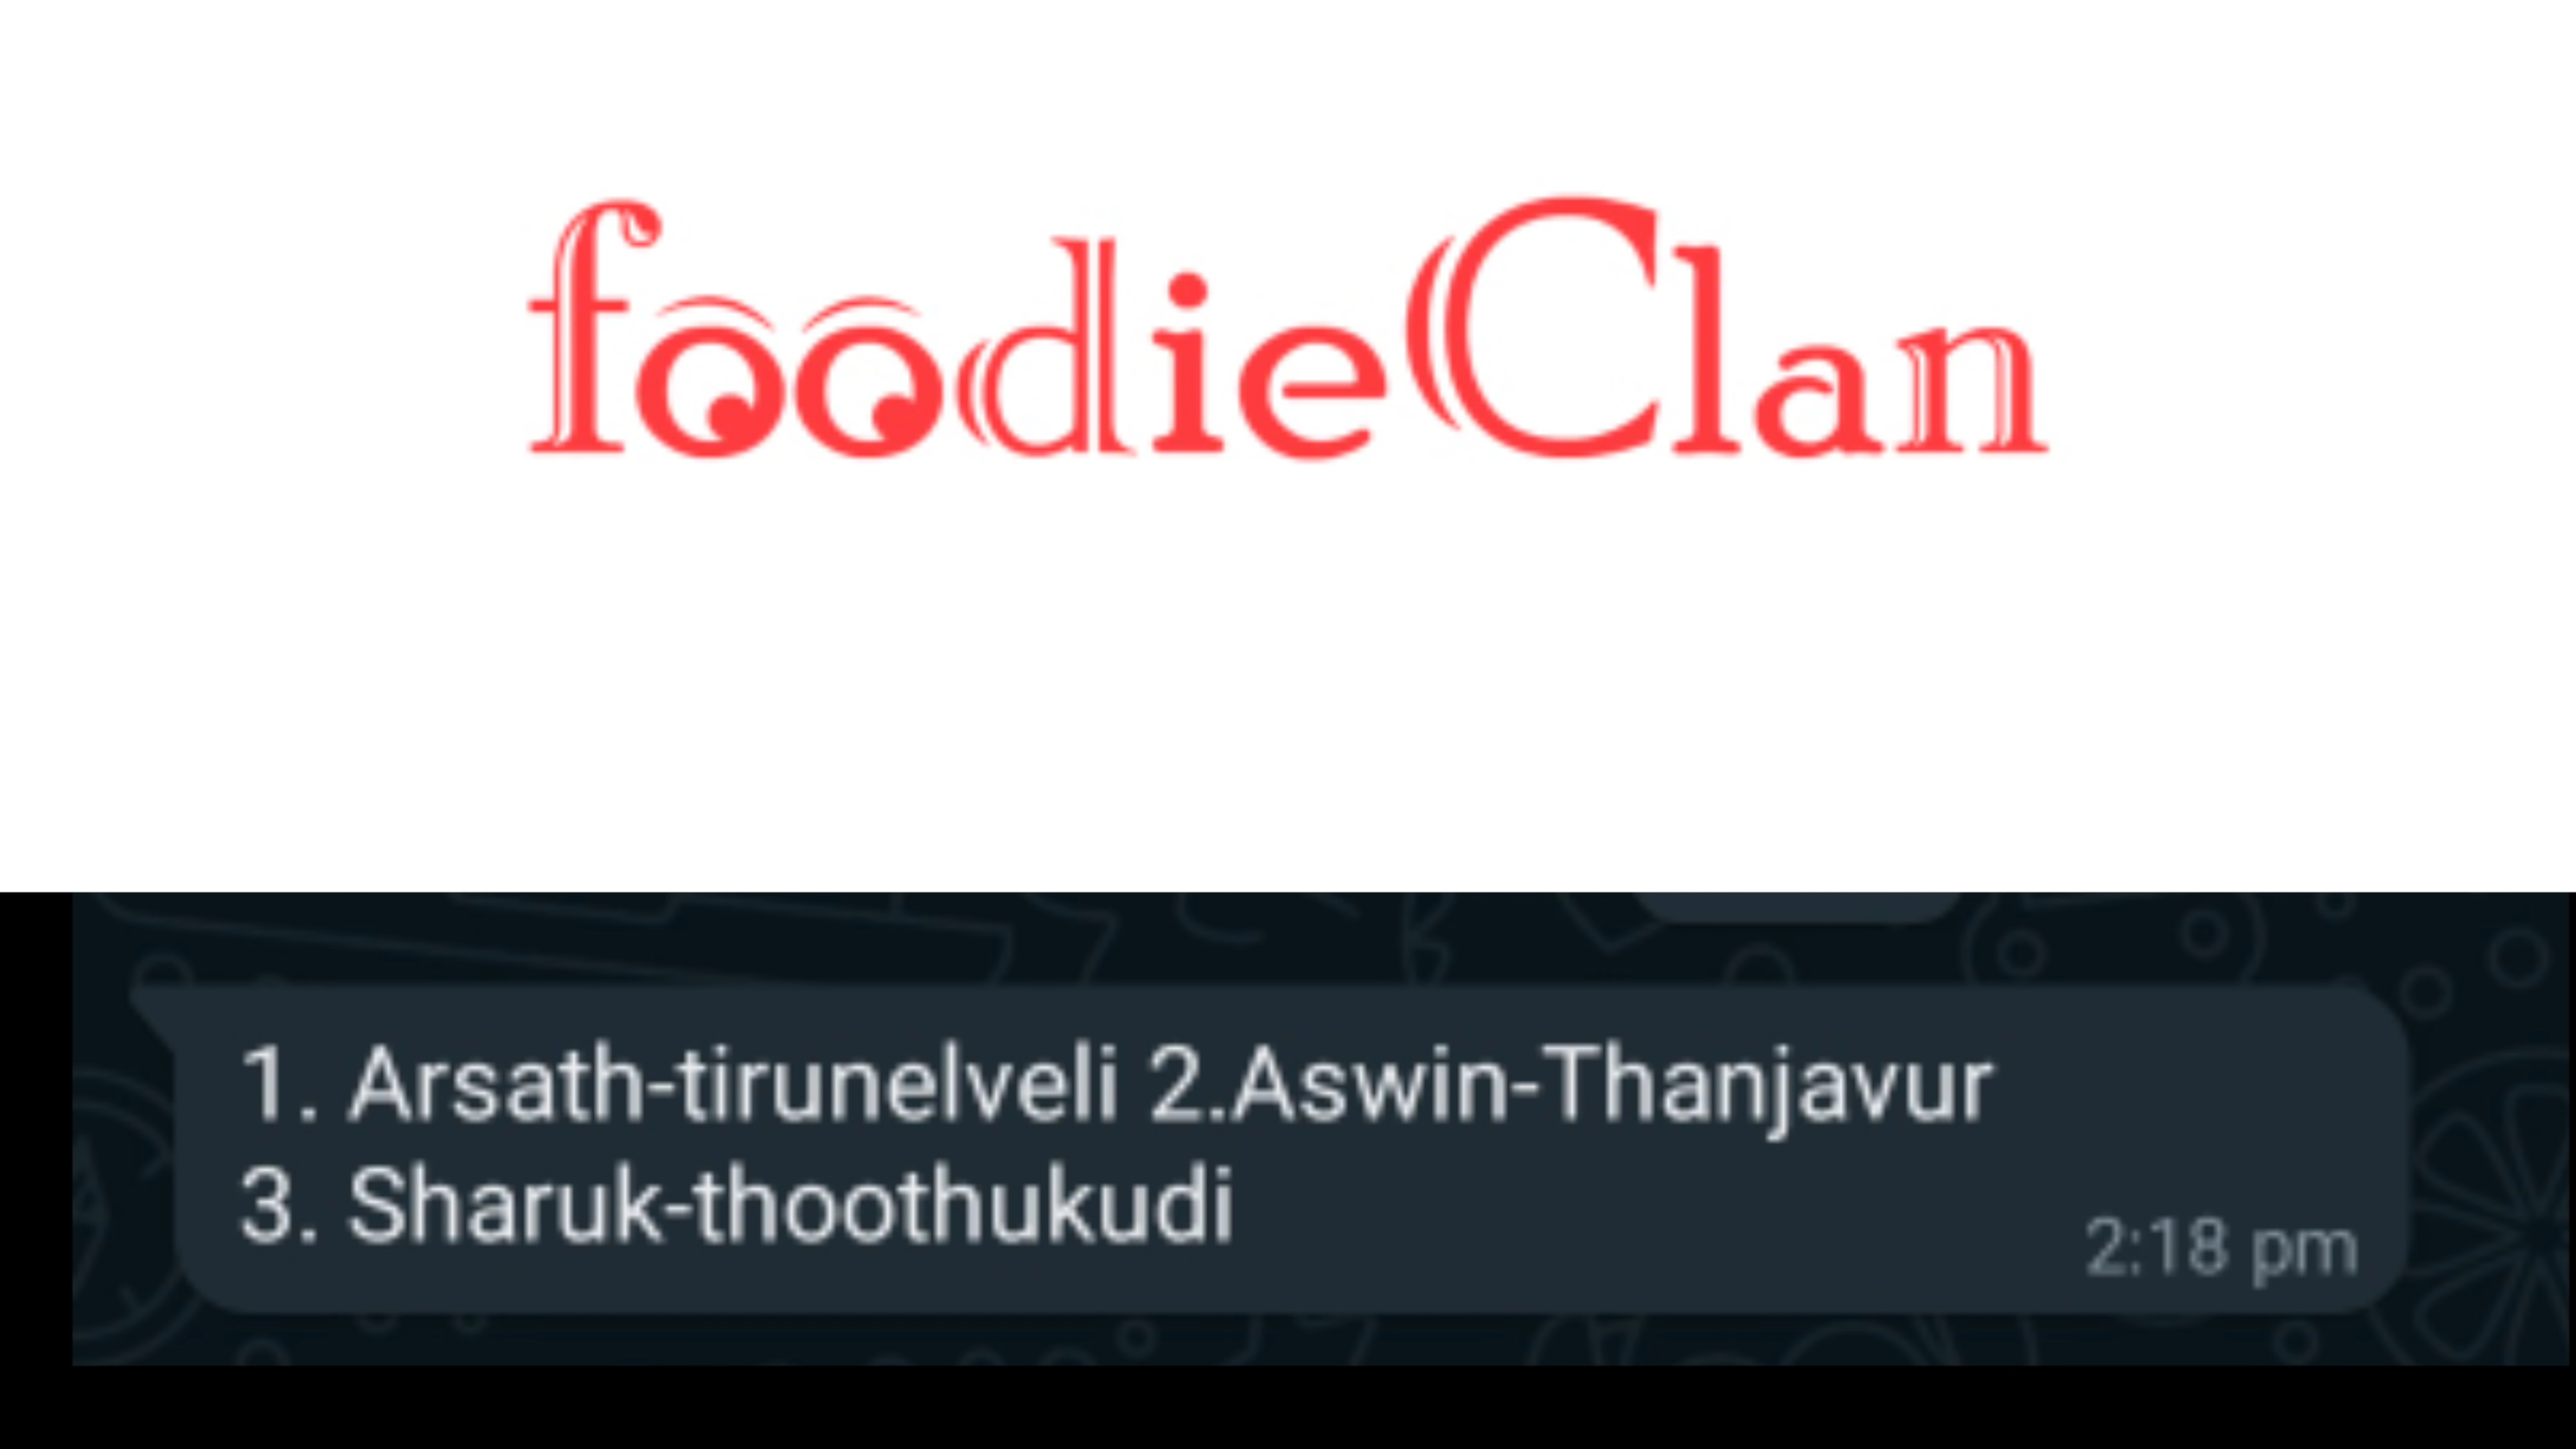 foodieClan
1. Arsath-tirunelveli 2.Aswin-Thanjavur
3. Sharuk-thoothukudi
2:18 pm